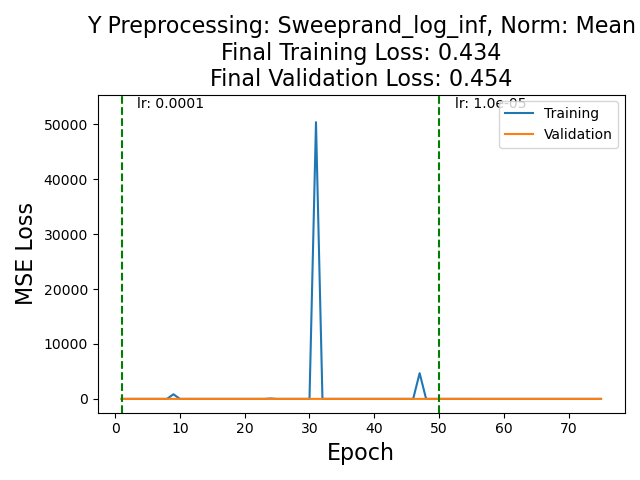 Y Preprocessing: Sweeprand_log_inf, Norm: Mean
Final Training Loss: 0.434
Final Validation Loss: 0.454
lr: 0.0001
lr: 1.0e-05
Training
Validation
50000
40000
30000
20000
10000
0
MSE Loss
0 10 20 30 40 50 60 70
Epoch